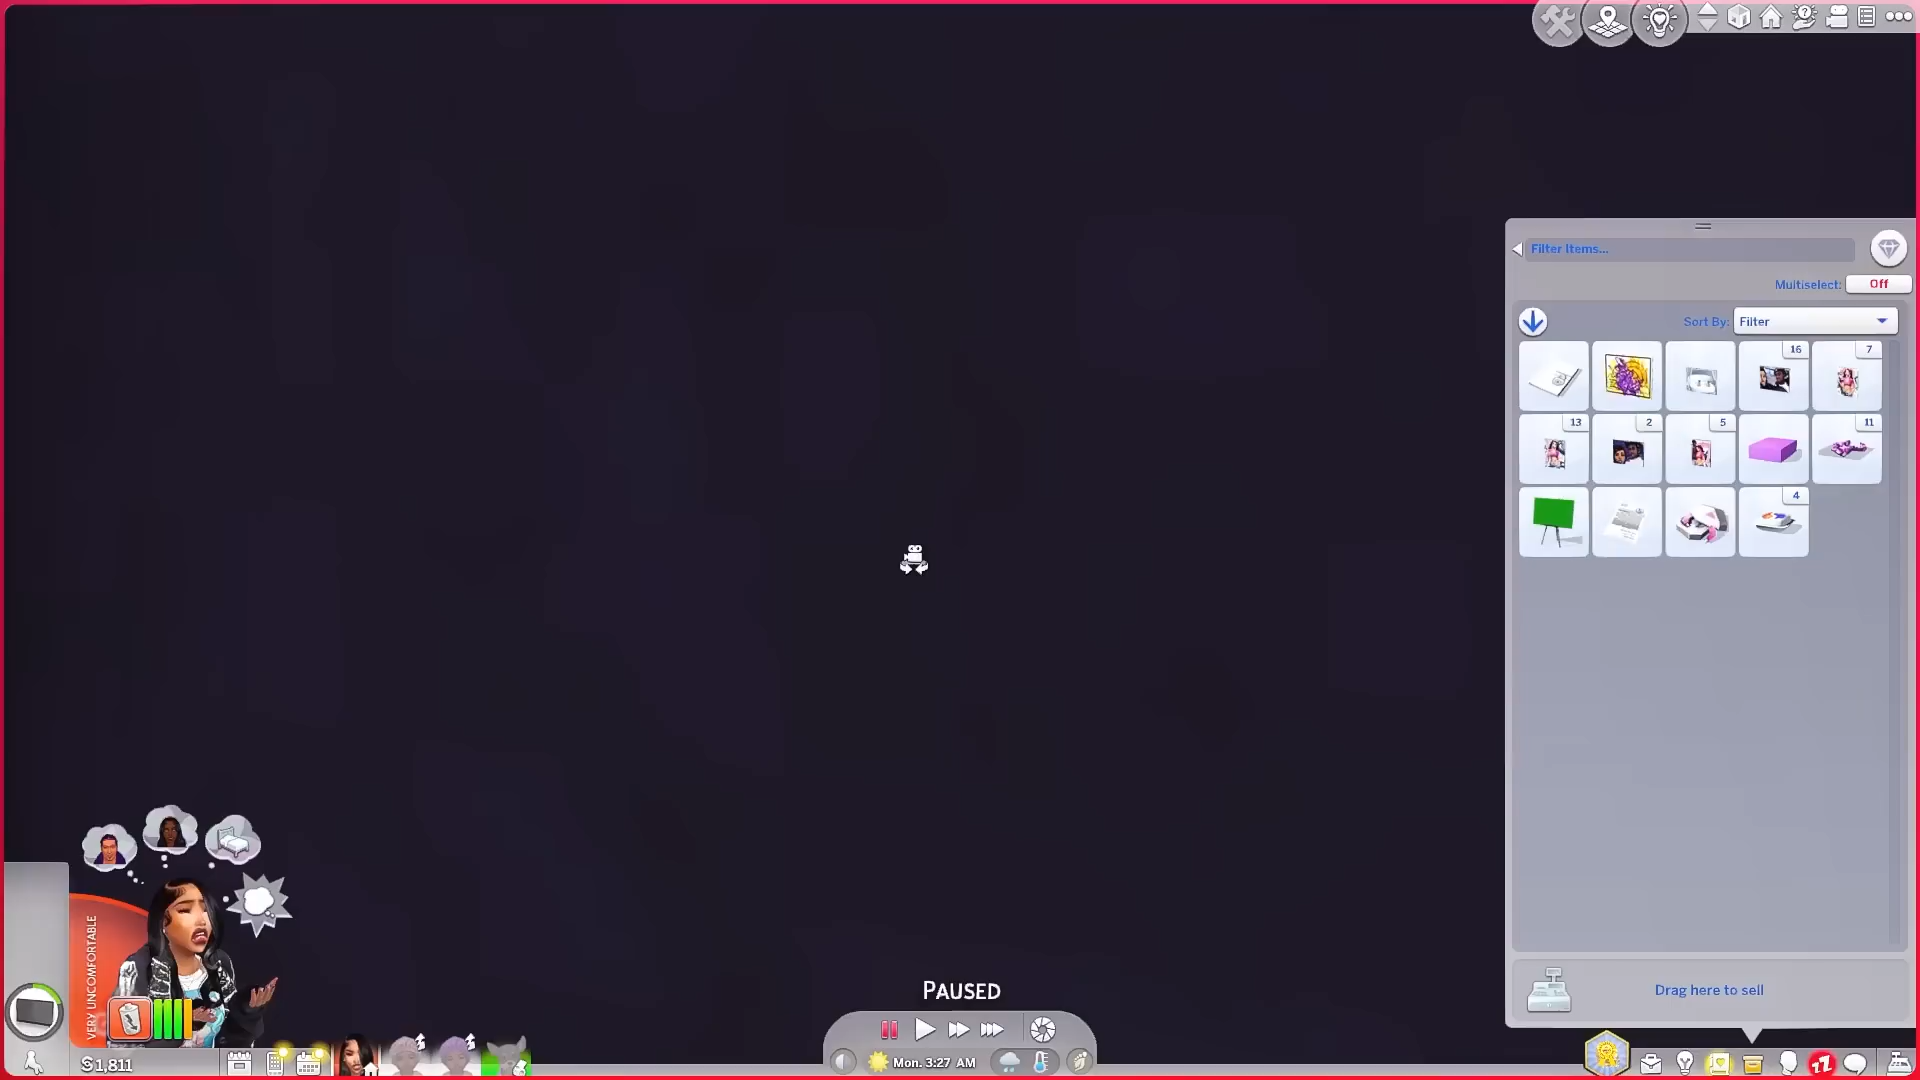 Filter Items...
Multiselect: Off
Sort By: Filter
16
7
13
2
5
11
4
Drag here to sell
VERY UNCOMFORTABLE
PAUSED
§1,811
Mon. 3:27 AM